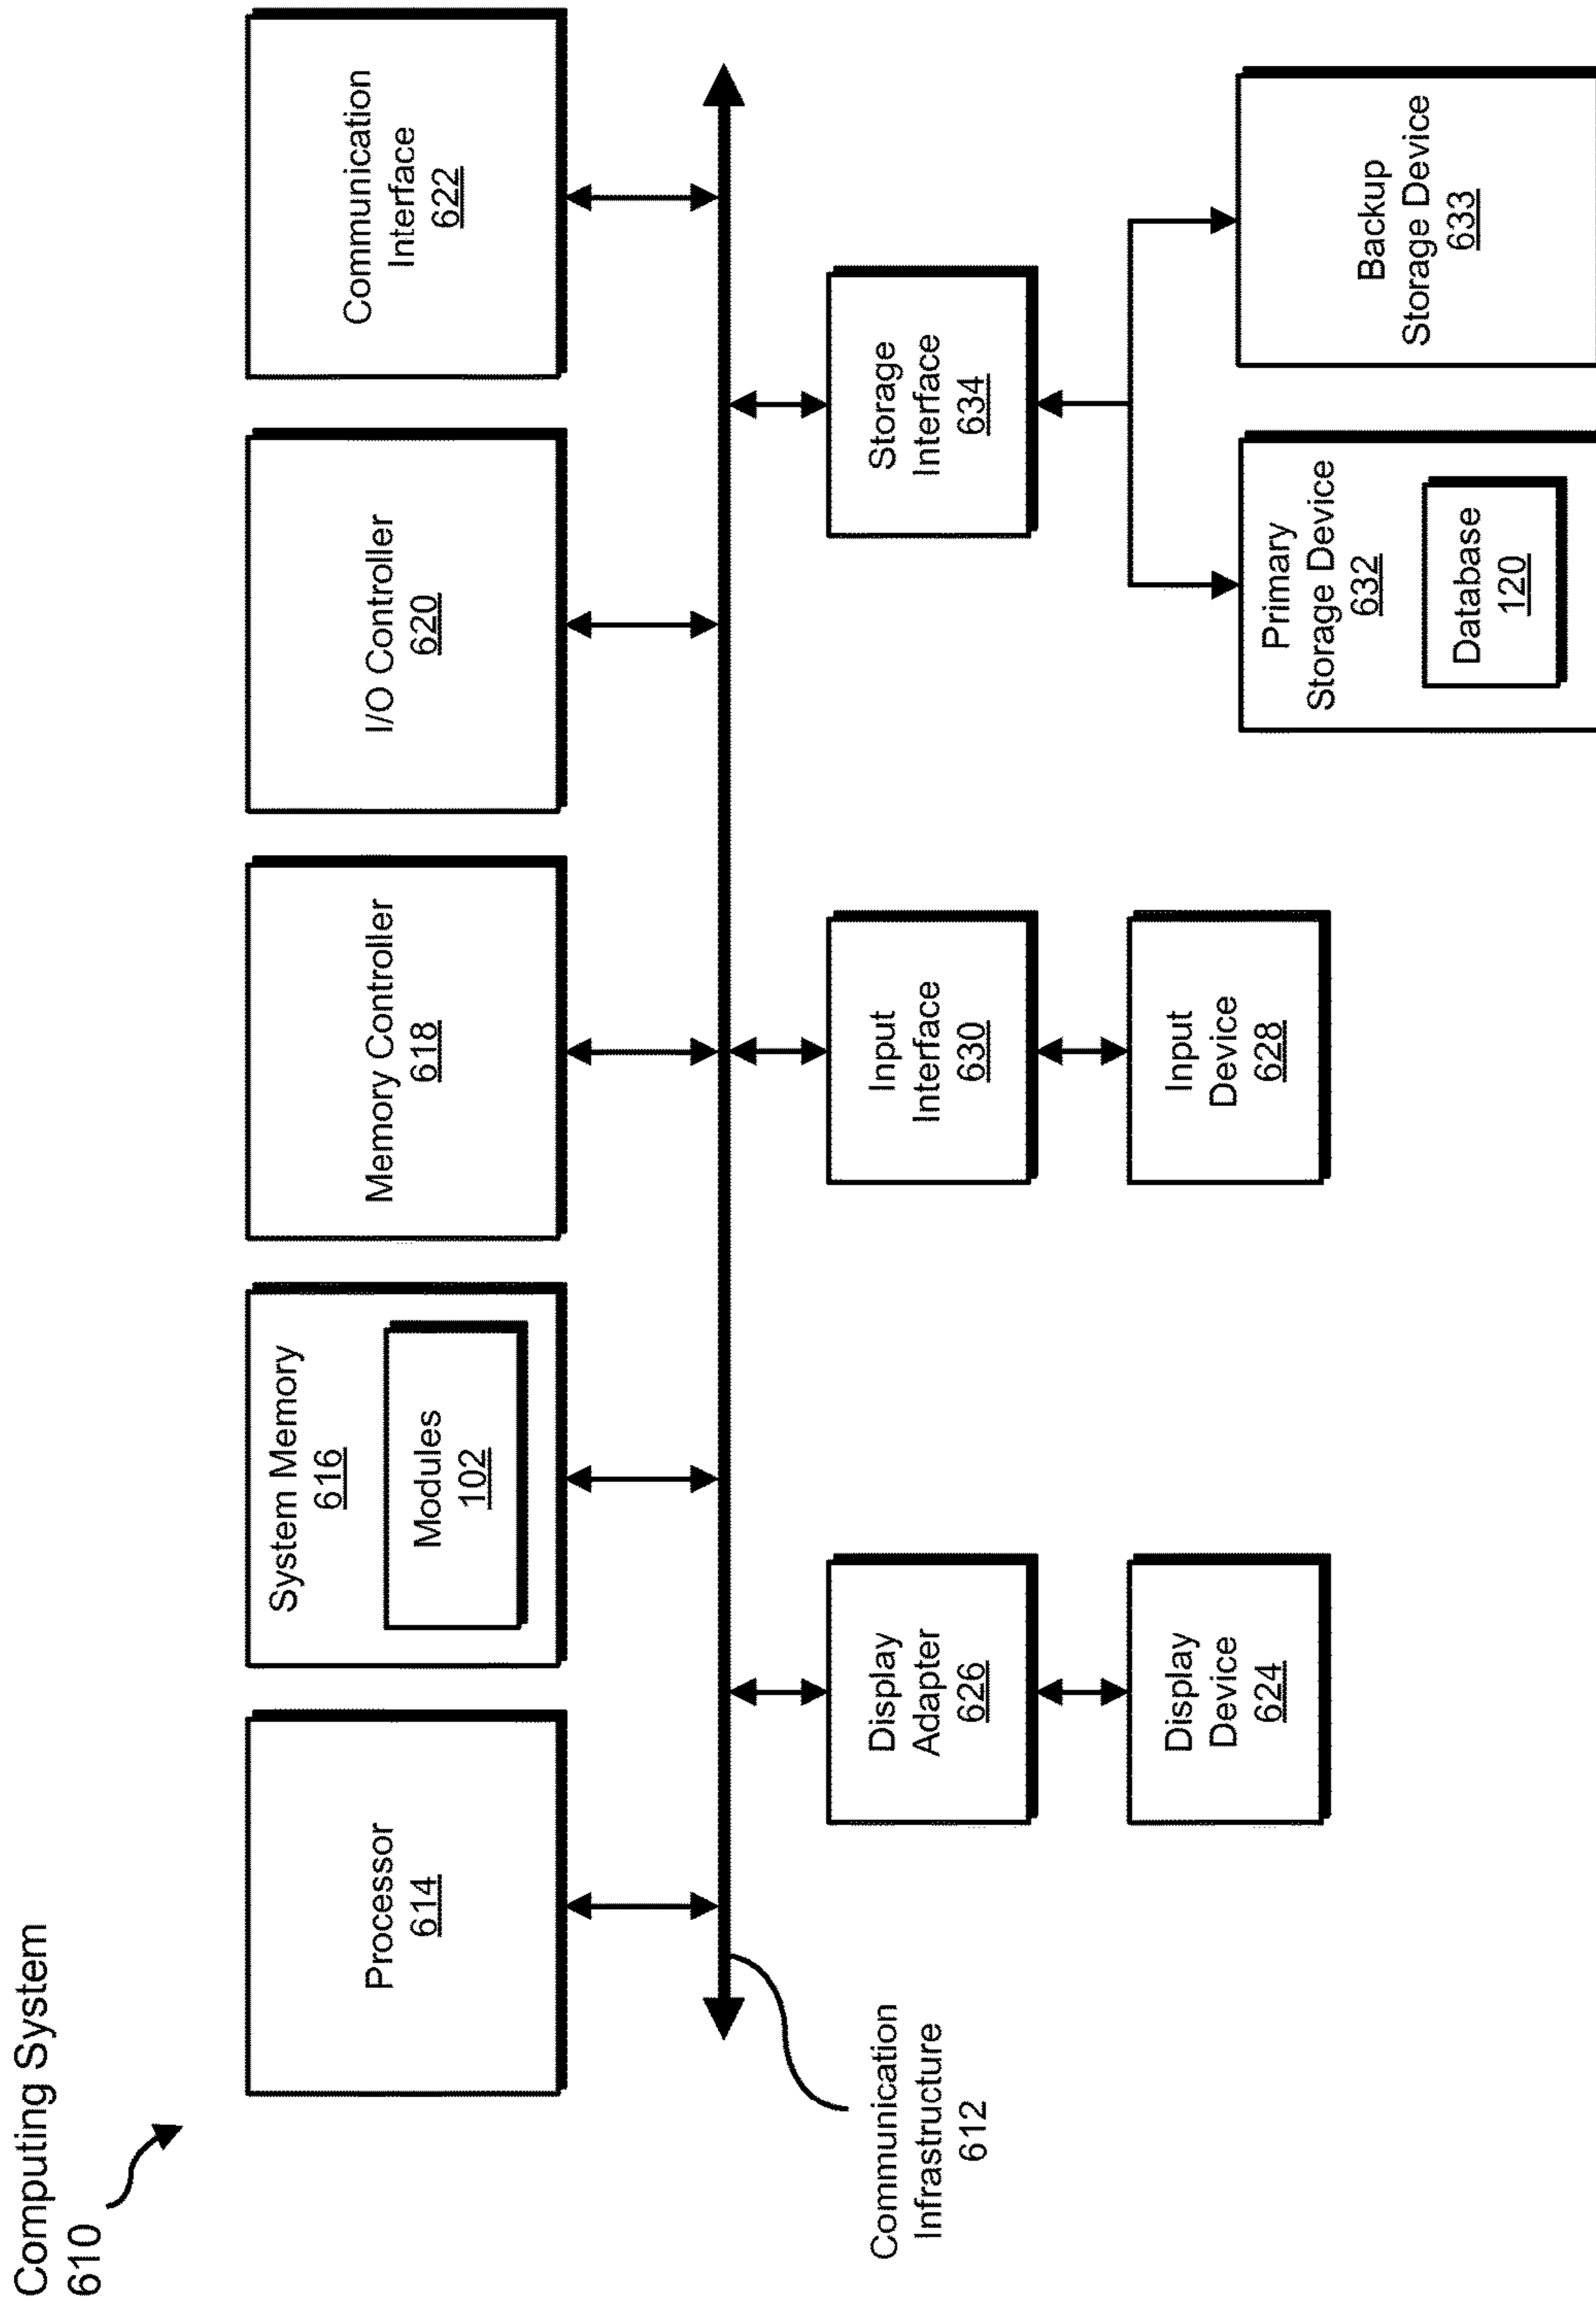 Computing System
610
Processor
614
System Memory
616
Modules
102
Memory Controller
618
I/O Controller
620
Communication
Interface
622
Communication
Infrastructure
612
Display
Adapter
626
Input
Interface
630
Storage
Interface
634
Display
Device
624
Input
Device
628
Primary
Storage Device
632
Database
120
Backup
Storage Device
633